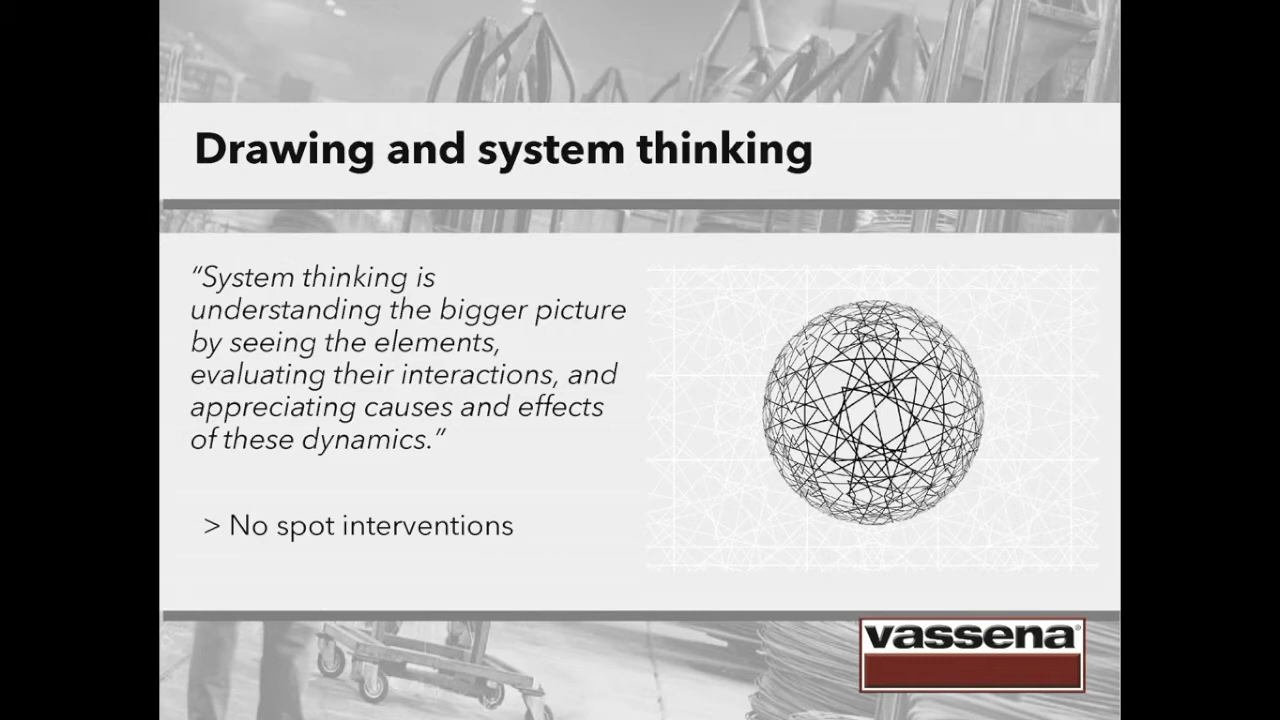 Drawing and system thinking
“System thinking is
understanding the bigger picture
by seeing the elements,
evaluating their interactions, and
appreciating causes and effects
of these dynamics.”
> No spot interventions
vassena®